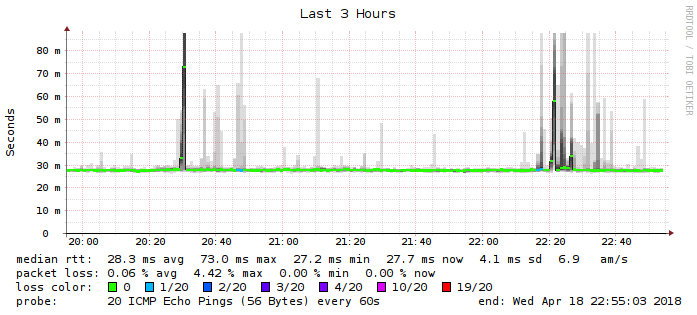 Last 3 Hours
RRDTOOL / TOBI OETIKER
Seconds
80 m
70 m
60 m
50 m
40 m
30 m
20 m
10 m
0
20:00 20:20 20:40 21:00 21:20 21:40 22:00 22:20 22:40
median rtt: 28.3 ms avg 73.0 ms max 27.2 ms min 27.7 ms now 4.1 ms sd 6.9 am/s
packet loss: 0.06 % avg 4.42 % max 0.00 % min 0.00 % now
loss color: 0 1/20 2/20 3/20 4/20 10/20 19/20
probe: 20 ICMP Echo Pings (56 Bytes) every 60s end: Wed Apr 18 22:55:03 2018